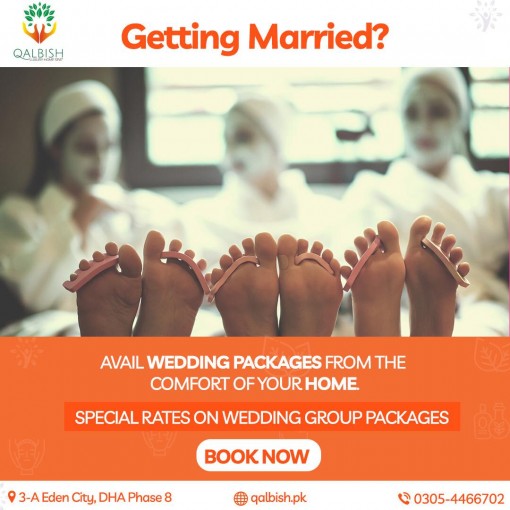 QALBISH
Getting Married?
AVAIL WEDDING PACKAGES FROM THE
COMFORT OF YOUR HOME.
SPECIAL RATES ON WEDDING GROUP PACKAGES
BOOK NOW
3-A Eden City, DHA Phase 8
qalbish.pk
0305-4466702